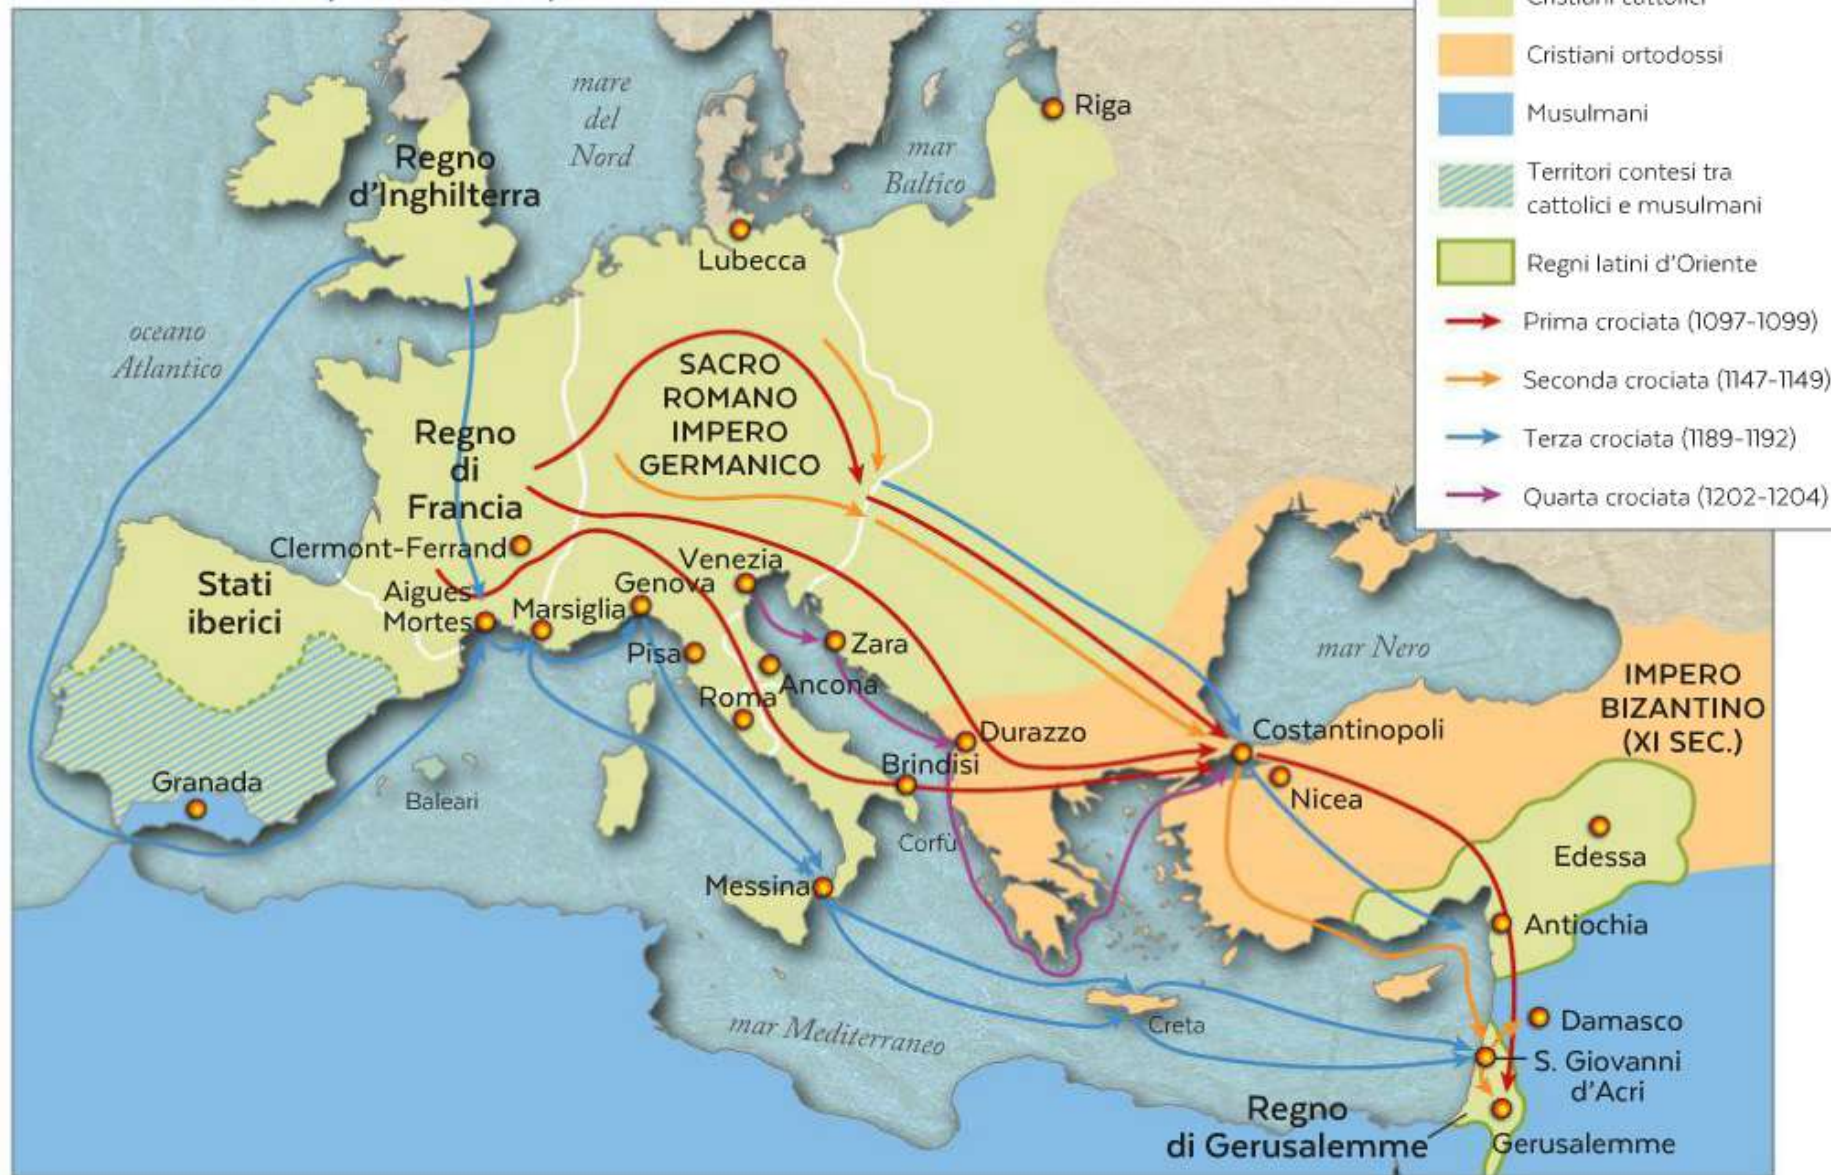 Cristiani cattolici
Cristiani ortodossi
Musulmani
Territori contesi tra
cattolici e musulmani
Regni latini d'Oriente
Prima crociata (1097-1099)
Seconda crociata (1147-1149)
Terza crociata (1189-1192)
Quarta crociata (1202-1204)
mare
del
Nord
Riga
mar
Baltico
Regno
d'Inghilterra
Lubecca
oceano
Atlantico
SACRO
ROMANO
IMPERO
GERMANICO
Regno
di
Francia
Clermont-Ferrand
Venezia
Genova
Stati
iberici
Aigues
Mortes
Marsiglia
Pisa
Zara
Ancona
Roma
mar Nero
IMPERO
BIZANTINO
(XI SEC.)
Durazzo
Costantinopoli
Brindisi
Nicea
Granada
Baleari
Corfù
Edessa
Messina
Antiochia
Creta
mar Mediterraneo
Damasco
S. Giovanni
d'Acri
Regno
di Gerusalemme
Gerusalemme